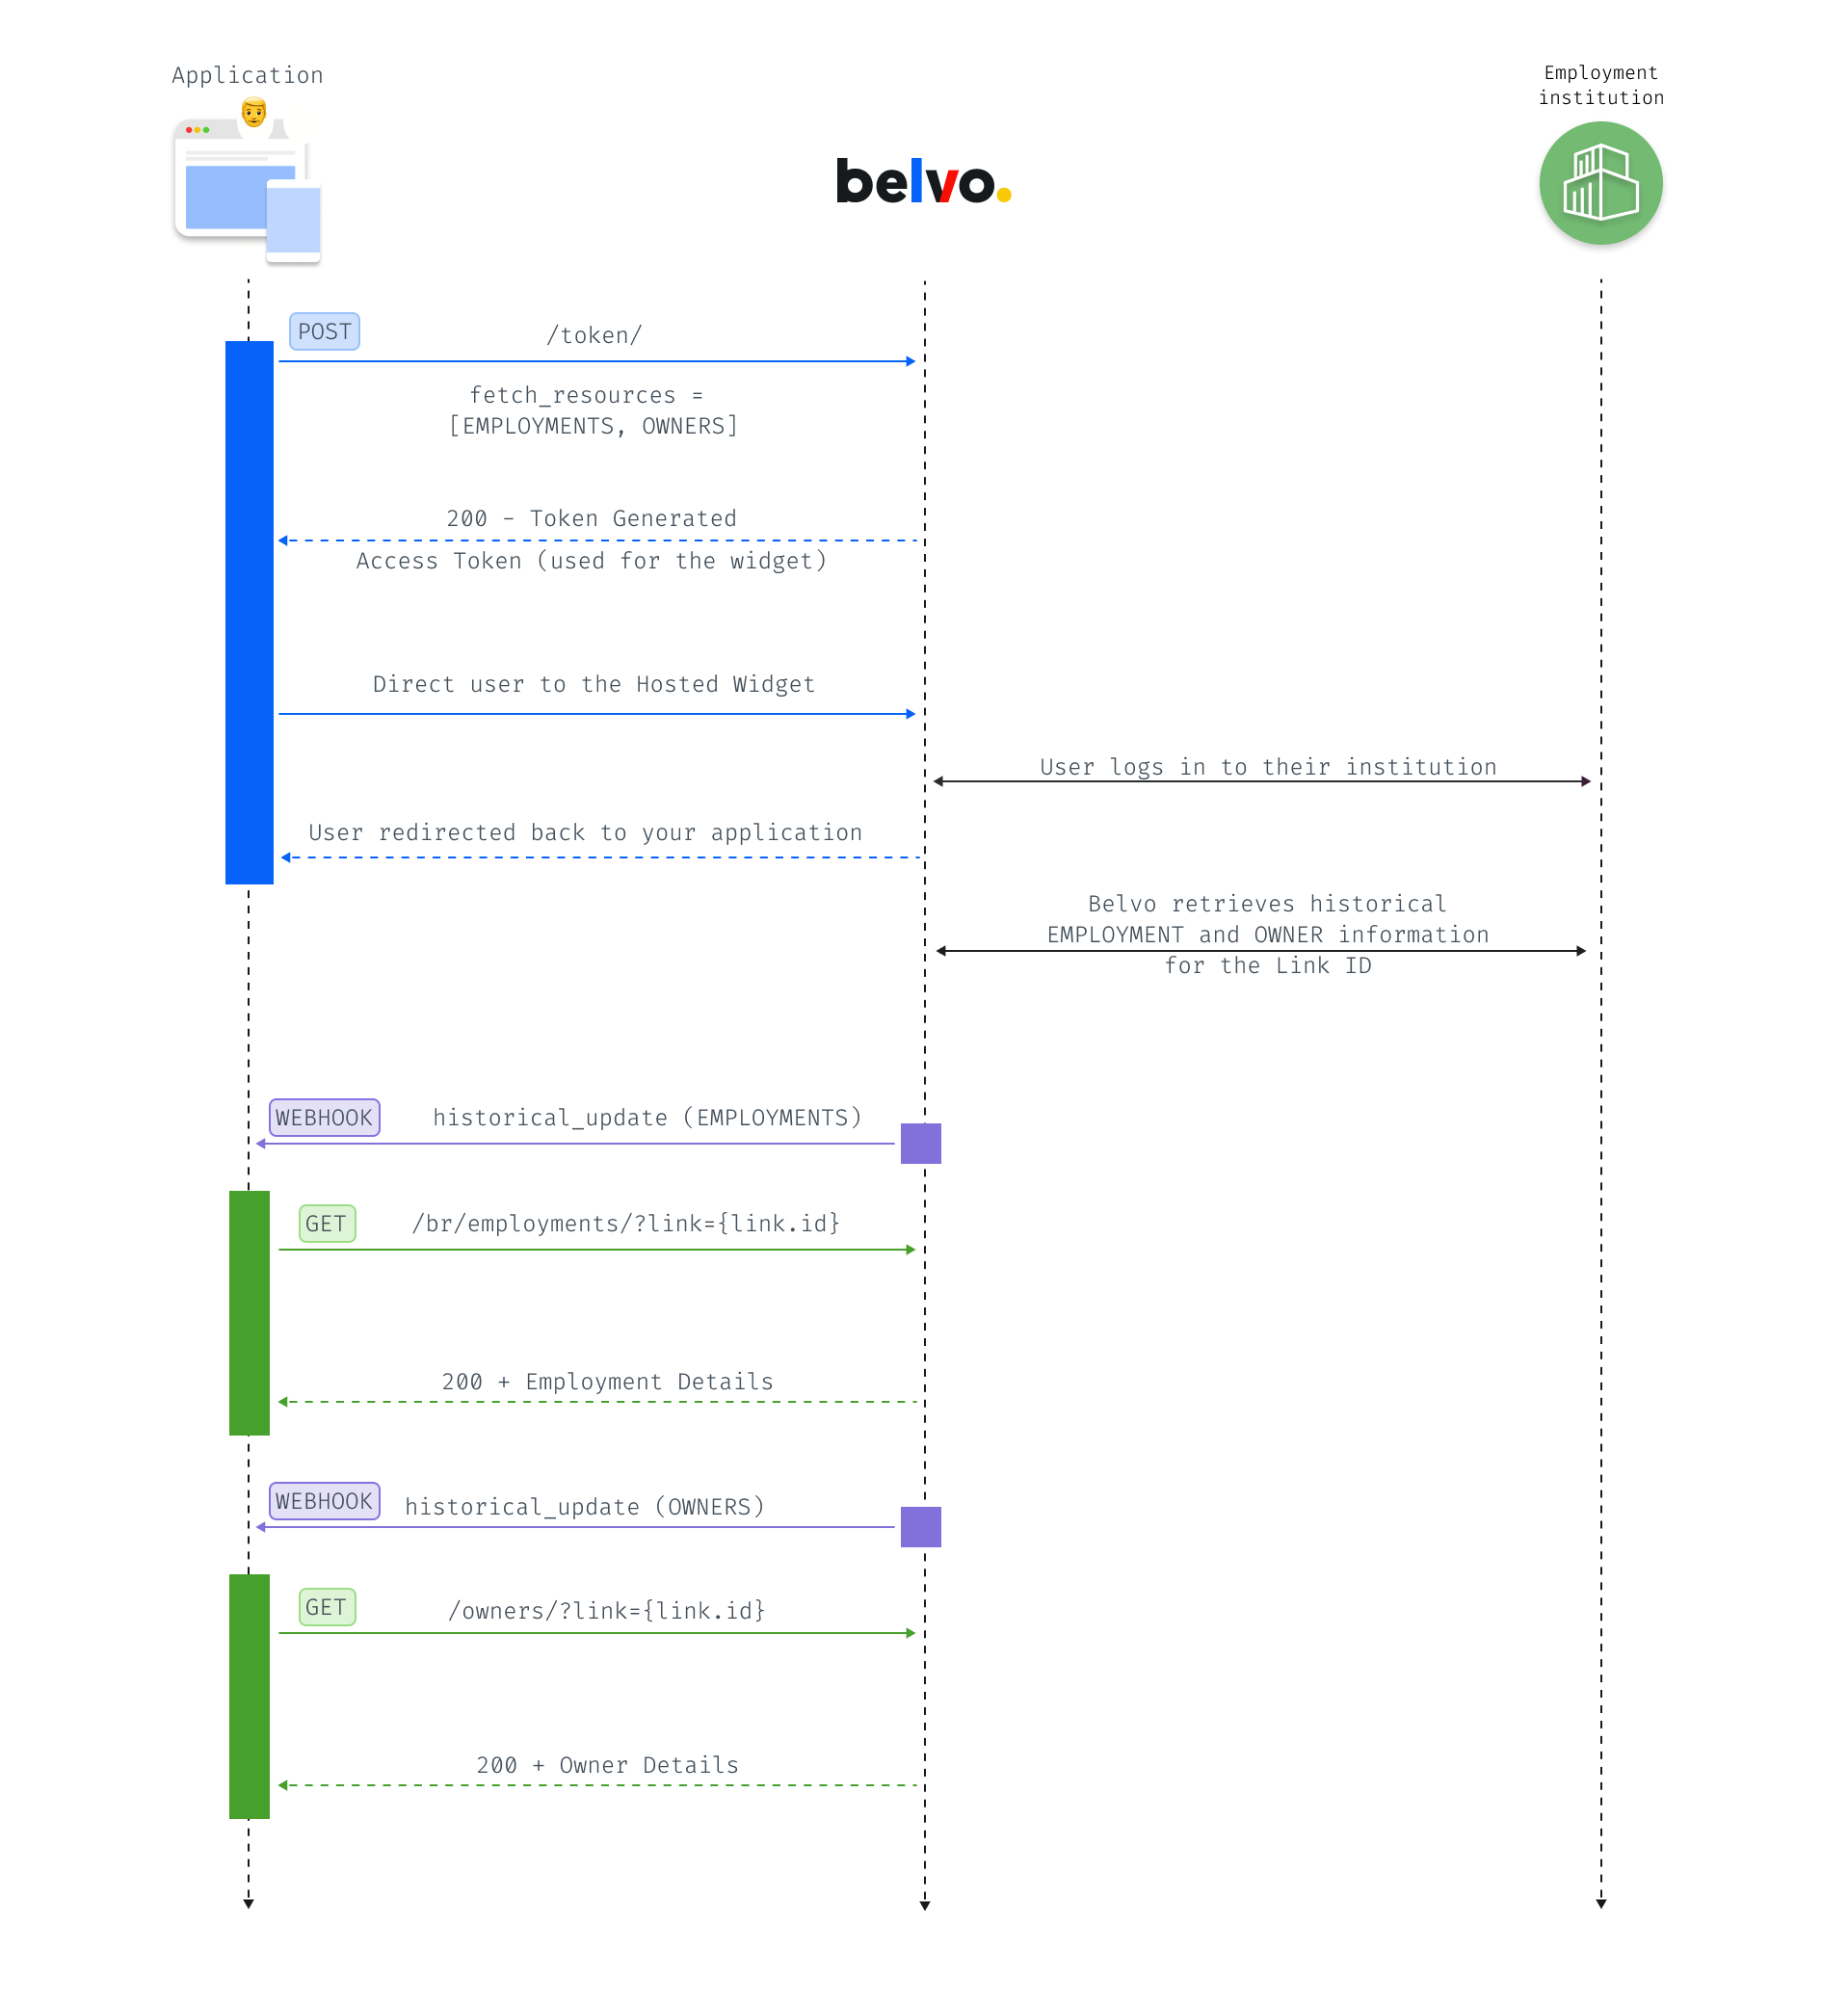 Application
Employment
institution
belvo.
POST
/token/
fetch_resources =
[EMPLOYMENTS, OWNERS]
200 - Token Generated
Access Token (used for the widget)
Direct user to the Hosted Widget
User logs in to their institution
User redirected back to your application
Belvo retrieves historical
EMPLOYMENT and OWNER information
for the Link ID
WEBHOOK
historical_update (EMPLOYMENTS)
GET
/br/employments/?link={link.id}
200 + Employment Details
WEBHOOK
historical_update (OWNERS)
GET
/owners/?link={link.id}
200 + Owner Details